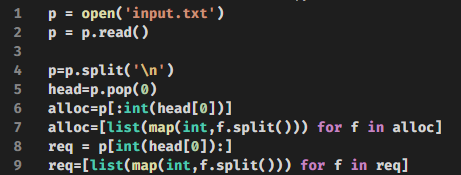 1 p = open('input.txt')
2 p = p.read()
3
4 p=p.split('\n')
5 head=p.pop(0)
6 alloc=p[:int(head[0])]
7 alloc=[list(map(int,f.split())) for f in alloc]
8 req = p[int(head[0]):]
9 req=[list(map(int,f.split())) for f in req]